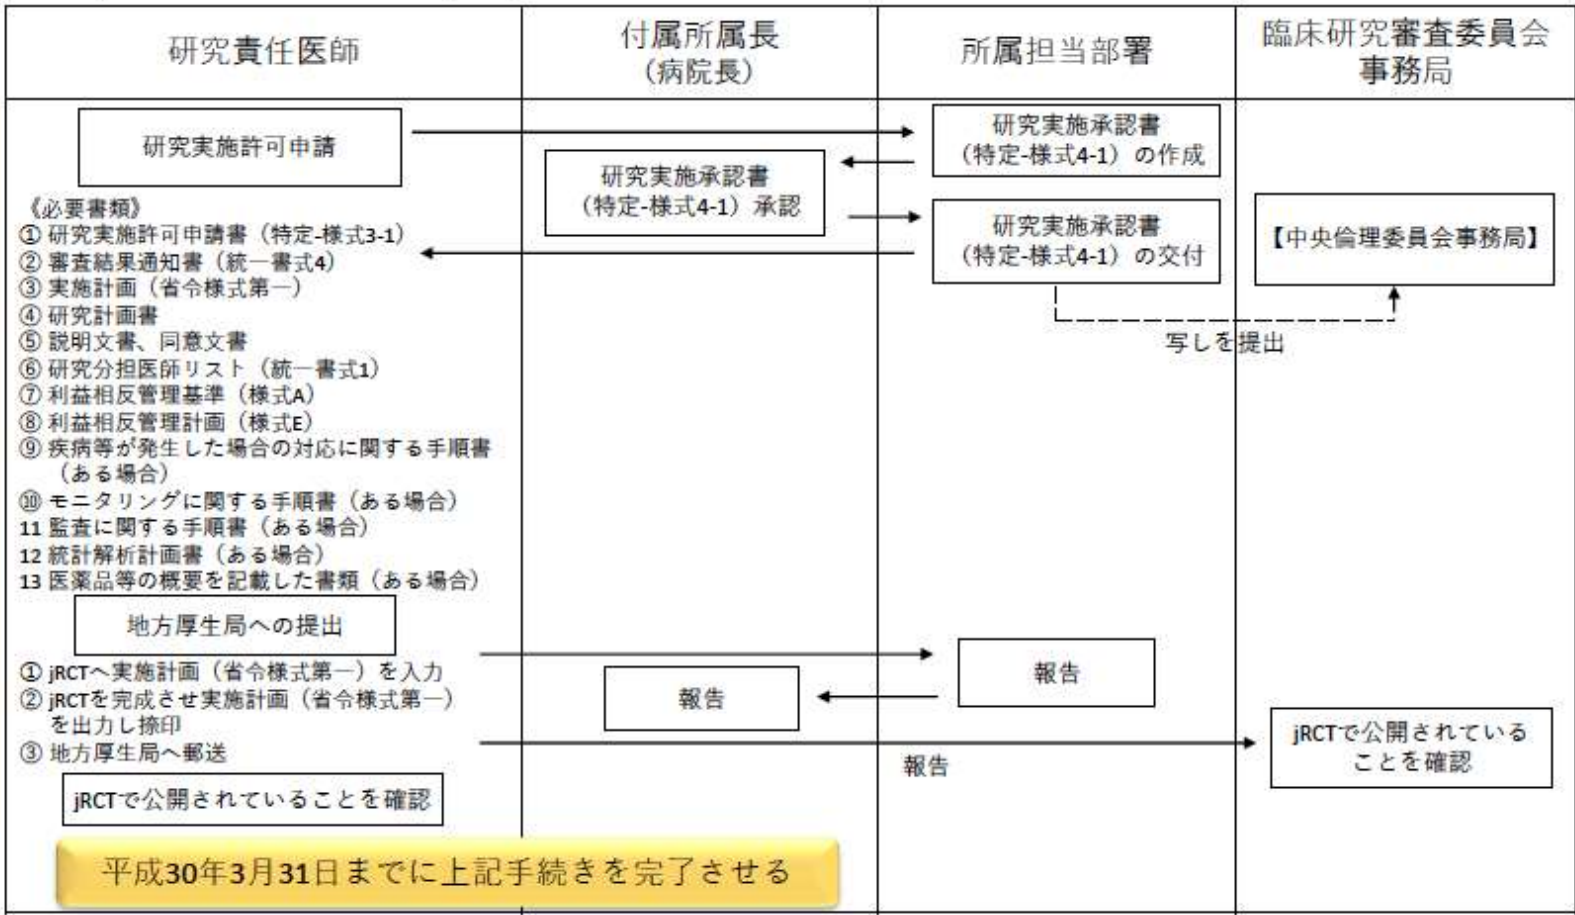 研究責任医師
付属所属長
（病院長）
所属担当部署
臨床研究審査委員会
事務局
研究実施許可申請
研究実施承認書
（特定-様式4-1）の作成
研究実施承認書
（特定-様式4-1）承認
研究実施承認書
（特定-様式4-1）の交付
【中央倫理委員会事務局】
写しを提出
《必要書類》
① 研究実施許可申請書（特定-様式3-1）
② 審査結果通知書（統一書式4）
③ 実施計画（省令様式第一）
④ 研究計画書
⑤ 説明文書、同意文書
⑥ 研究分担医師リスト（統一書式1）
⑦ 利益相反管理基準（様式A）
⑧ 利益相反管理計画（様式E）
⑨ 疾病等が発生した場合の対応に関する手順書
（ある場合）
⑩ モニタリングに関する手順書（ある場合）
11 監査に関する手順書（ある場合）
12 統計解析計画書（ある場合）
13 医薬品等の概要を記載した書類（ある場合）
地方厚生局への提出
① jRCTへ実施計画（省令様式第一）を入力
② jRCTを完成させ実施計画（省令様式第一）
を出力し捺印
③ 地方厚生局へ郵送
報告
報告
報告
jRCTで公開されている
ことを確認
jRCTで公開されていることを確認
平成30年3月31日までに上記手続きを完了させる